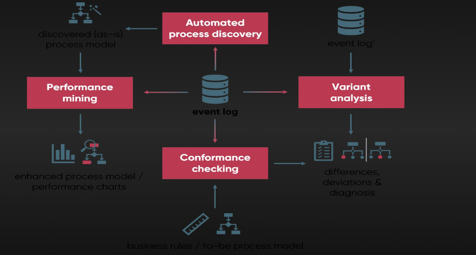 Automated
process discovery
discovered (as-is)
process model
event log'
Performance
mining
Variant
analysis
event log
Conformance
checking
enhanced process model /
performance charts
differences,
deviations &
diagnosis
business rules / to-be process model